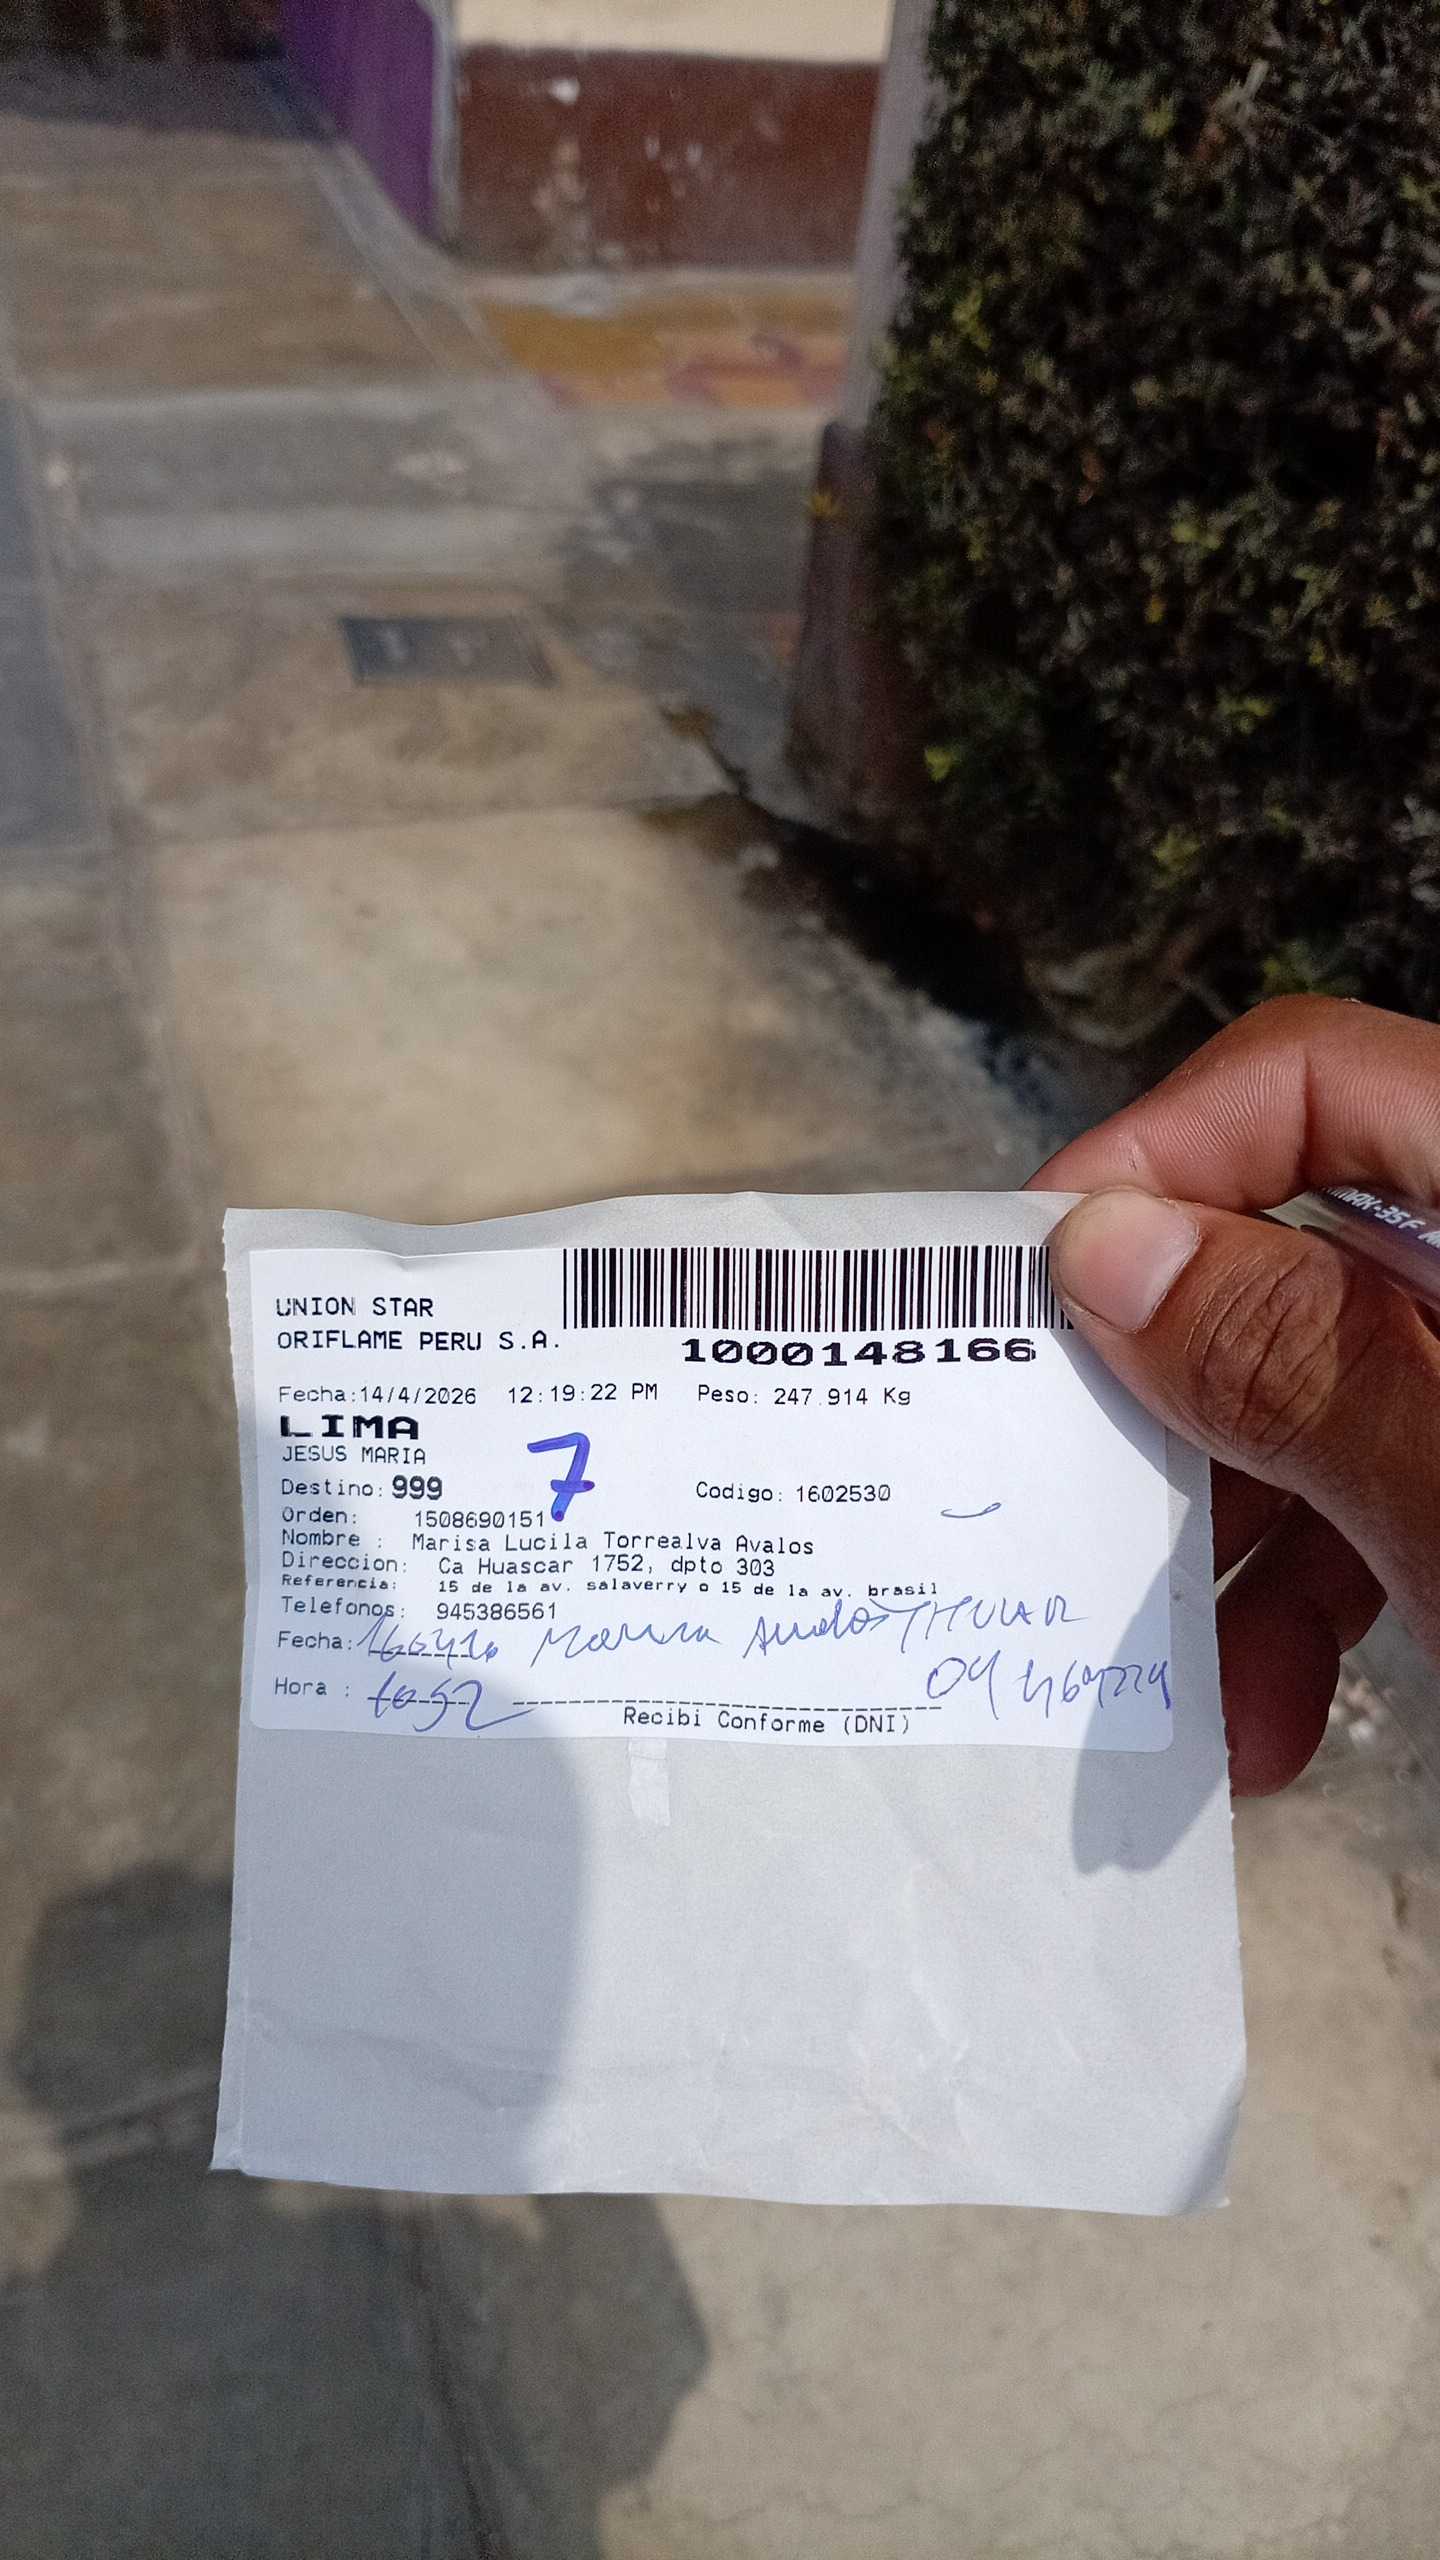 UNION STAR
ORIFLAME PERU S.A.
1000148166
Fecha:14/4/2026 12:19:22 PM Peso: 247.914 Kg
LIMA
JESUS MARIA
7
Destino: 999 Codigo: 1602530
Orden: 1508690151
Nombre : Marisa Lucila Torrealva Avalos
Direccion: Ca Huascar 1752, dpto 303
Referencia: 15 de la av. salaverry o 15 de la av. brasil
Telefonos: 945386561
Fecha: TITULAR
Hora : 1052
Recibi Conforme (DNI)